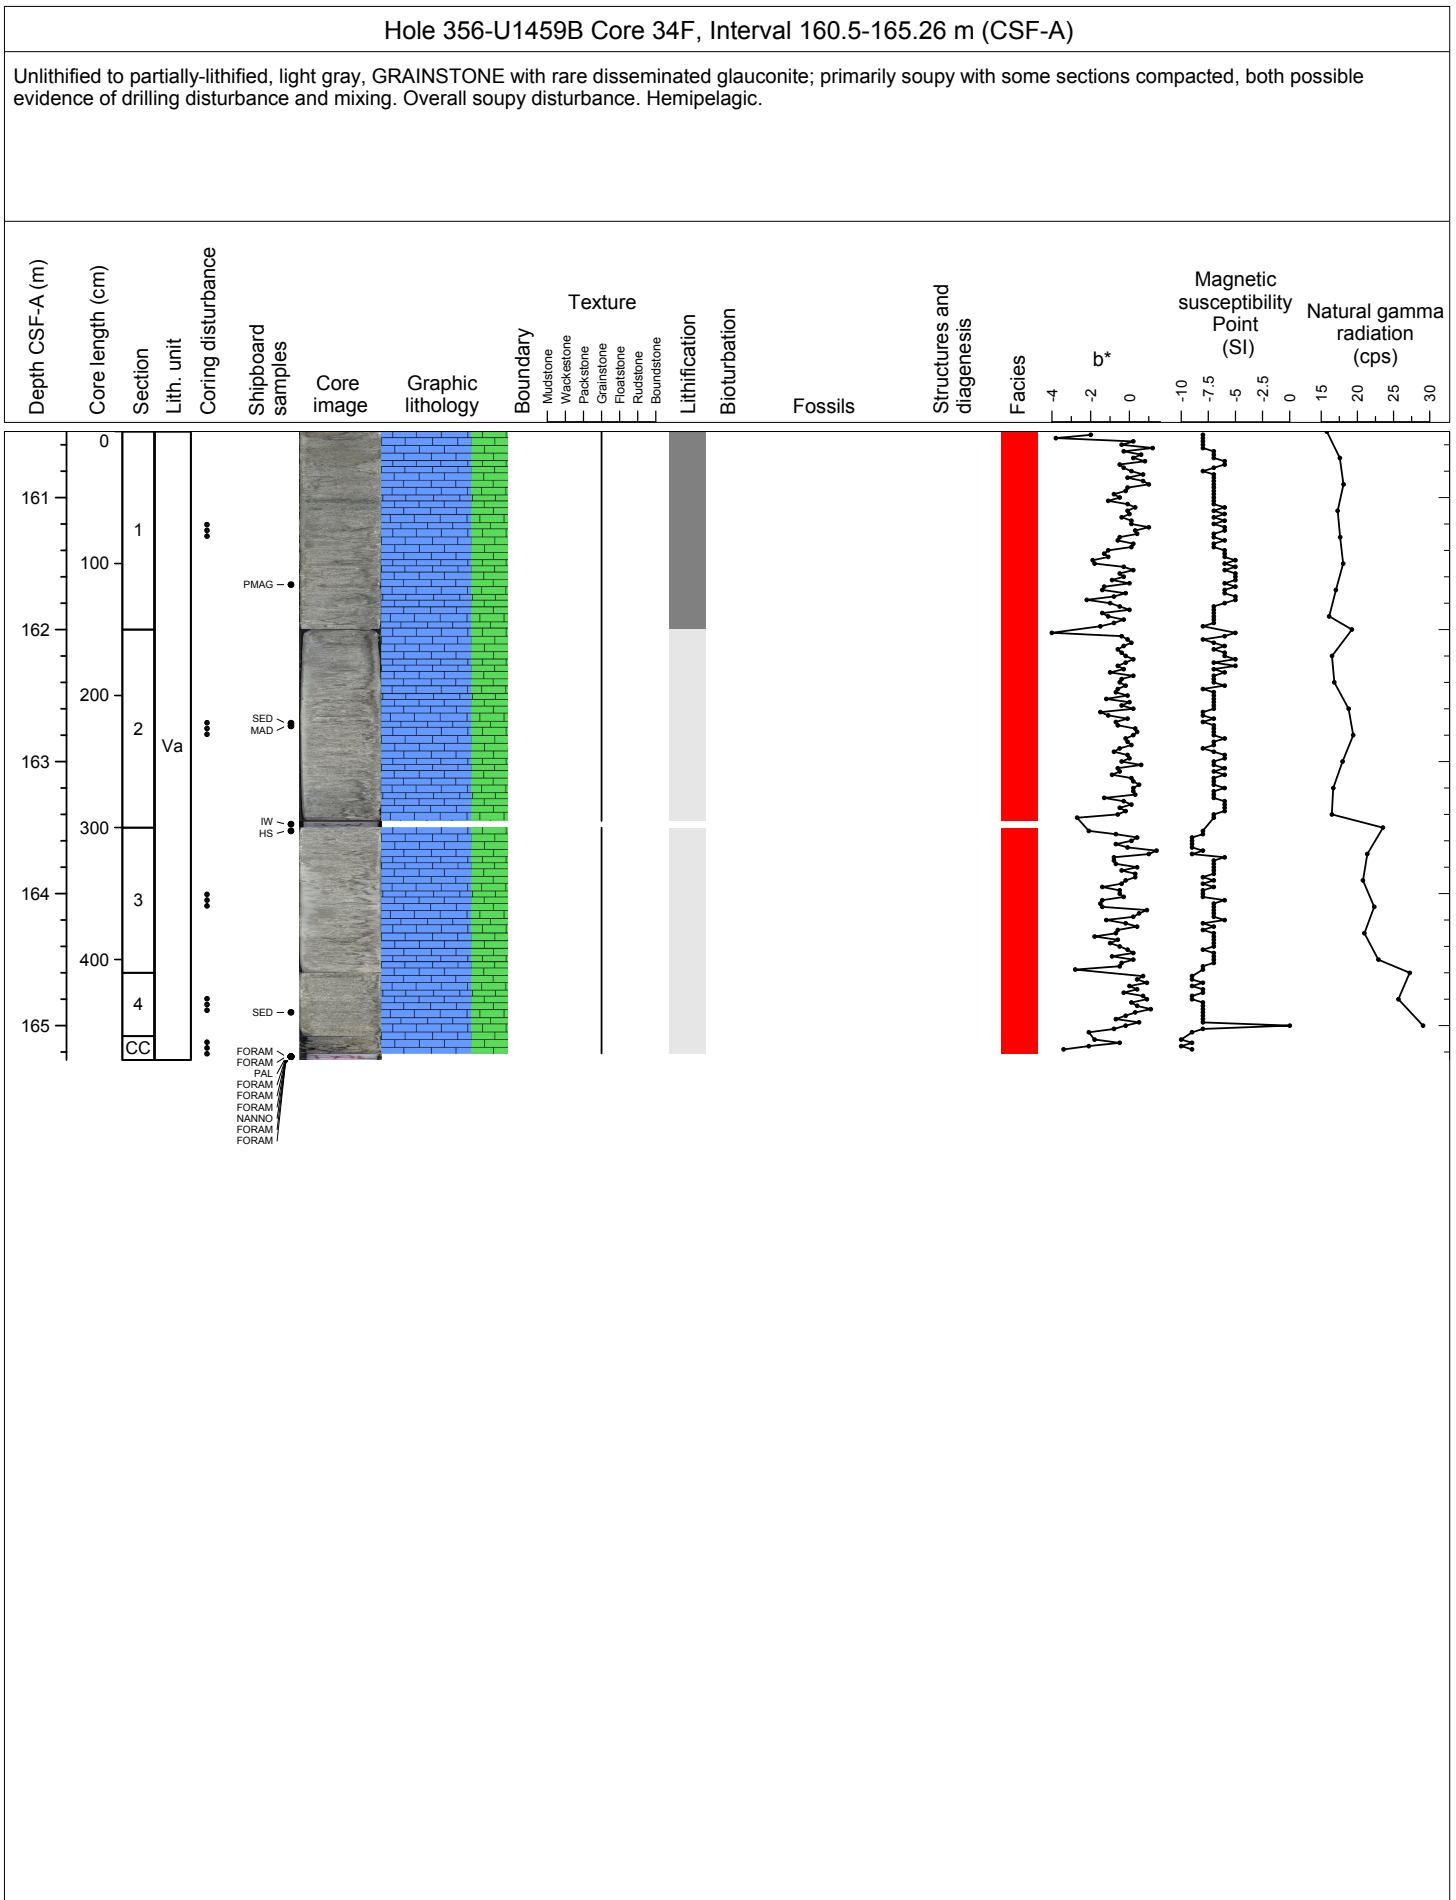 Hole 356-U1459B Core 34F, Interval 160.5-165.26 m (CSF-A)
Unlithified to partially-lithified, light gray, GRAINSTONE with rare disseminated glauconite; primarily soupy with some sections compacted, both possible
evidence of drilling disturbance and mixing. Overall soupy disturbance. Hemipelagic.
Depth CSF-A (m)
Core length (cm)
Section
Lith. unit
Coring disturbance
Shipboard
samples
Core
image
Graphic
lithology
Boundary
Texture
Mudstone
Wackestone
Packstone
Grainstone
Floatstone
Rudstone
Boundstone
Lithification
Bioturbation
Fossils
Structures and
diagenesis
Facies
b*
-4
-2
0
Magnetic
susceptibility
Point
(SI)
-10
-7.5
-5
-2.5
0
Natural gamma
radiation
(cps)
15
20
25
30
161
162
163
164
165
0
100
200
300
400
1
2
3
4
CC
Va
PMAG
SED
MAD
IW
HS
SED
FORAM
FORAM
PAL
FORAM
FORAM
FORAM
NANNO
FORAM
FORAM